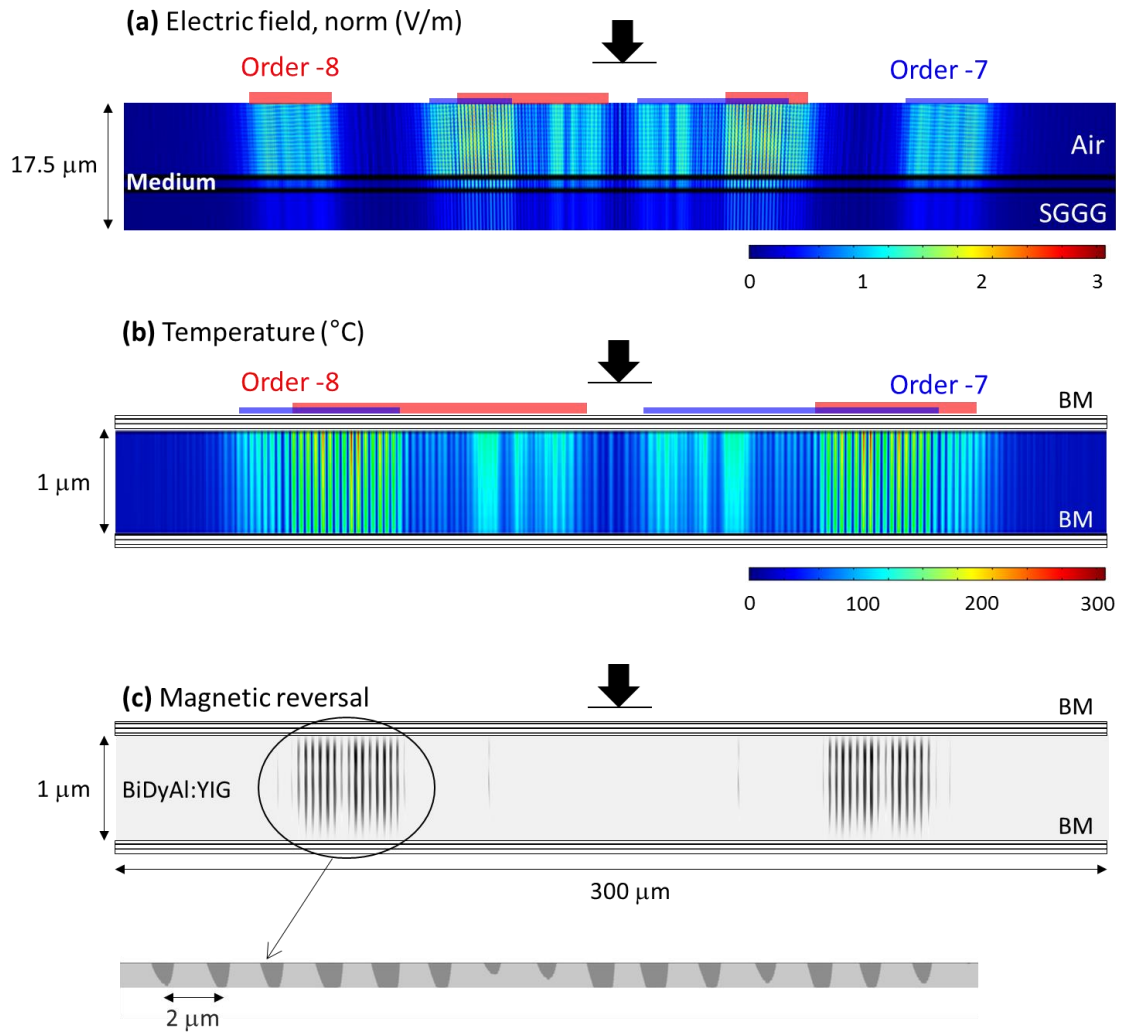 (a) Electric field, norm (V/m)
Order -8
Order -7
17.5 μm
Air
Medium
SGGG
0 1 2 3
(b) Temperature (°C)
Order -8
Order -7
BM
1 μm
BM
0 100 200 300
(c) Magnetic reversal
BM
1 μm
BiDyAl:YIG
BM
300 μm
2 μm